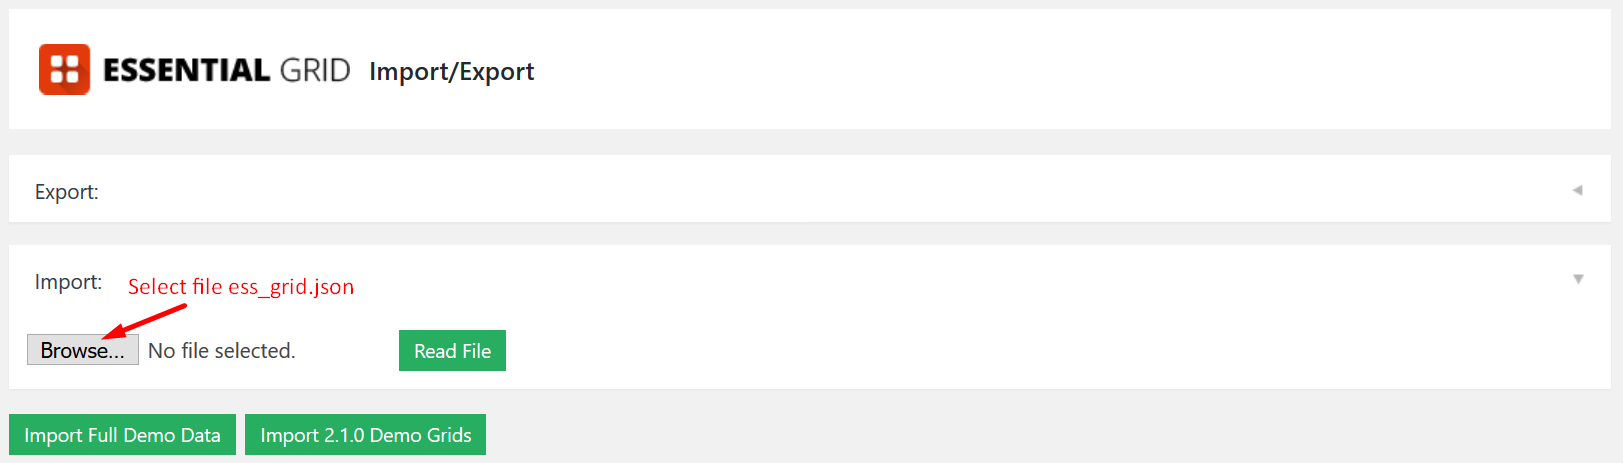 ESSENTIAL GRID Import/Export
Export:
Import: Select file ess_grid.json
Browse... No file selected. Read File
Import Full Demo Data Import 2.1.0 Demo Grids